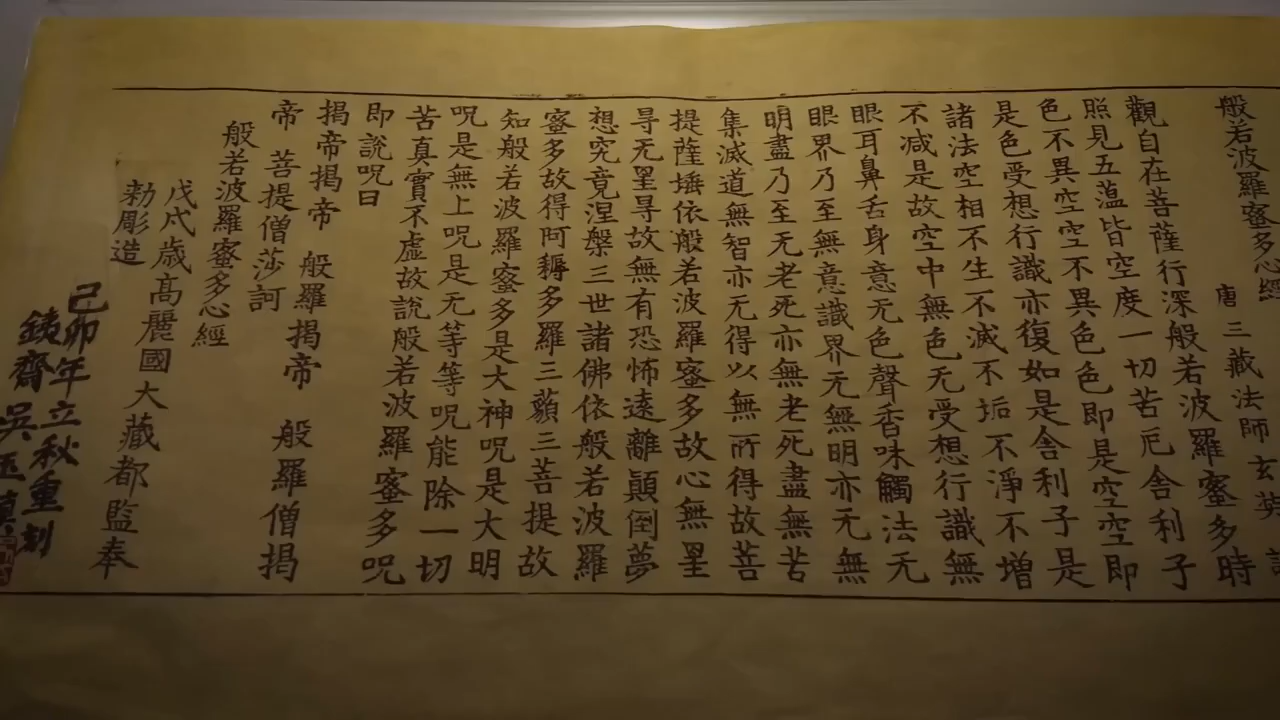 般若波羅蜜多心經
唐三藏法師玄奘
觀自在菩薩行深般若波羅蜜多時
照見五薀皆空度一切苦厄舍利子
色不異空空不異色色即是空空即
是色受想行識亦復如是舍利子是
諸法空相不生不滅不垢不淨不增
不減是故空中無色无受想行識無
眼耳鼻舌身意无色聲香味觸法无
眼界乃至無意識界无無明亦无無
明盡乃至无老死亦無老死盡無苦
集滅道無智亦无得以無所得故菩
提薩埵依般若波羅蜜多故心無罣
㝵无罣㝵故無有恐怖遠離顛倒夢
想究竟涅槃三世諸佛依般若波羅
蜜多故得阿耨多羅三藐三菩提故
知般若波羅蜜多是大神呪是大明
呪是無上呪是无等等呪能除一切
苦真實不虛故說般若波羅蜜多呪
即說呪曰
揭帝揭帝 般羅揭帝 般羅僧揭
帝 菩提僧莎訶
般若波羅蜜多心經
戊戌歲髙麗國大藏都監奉
勑彫造
己卯年立秋重刻
銕齋 吳玉